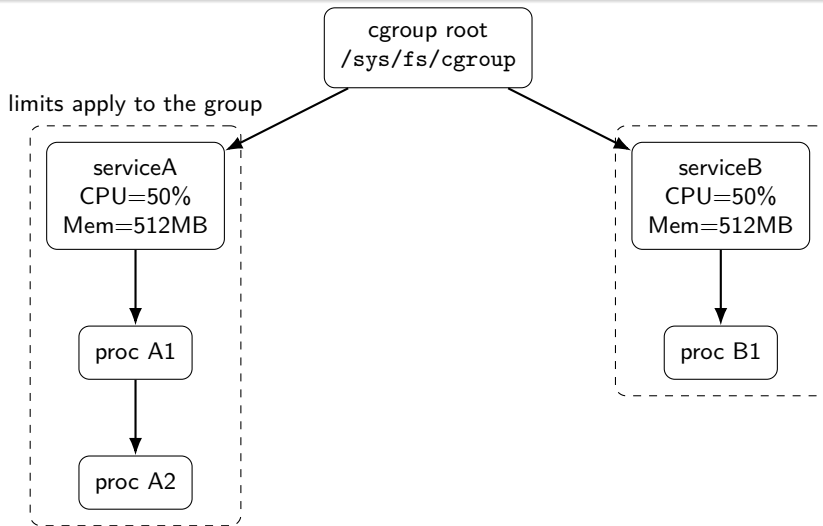 cgroup root
/sys/fs/cgroup
limits apply to the group
serviceA
CPU=50%
Mem=512MB
serviceB
CPU=50%
Mem=512MB
proc A1
proc B1
proc A2